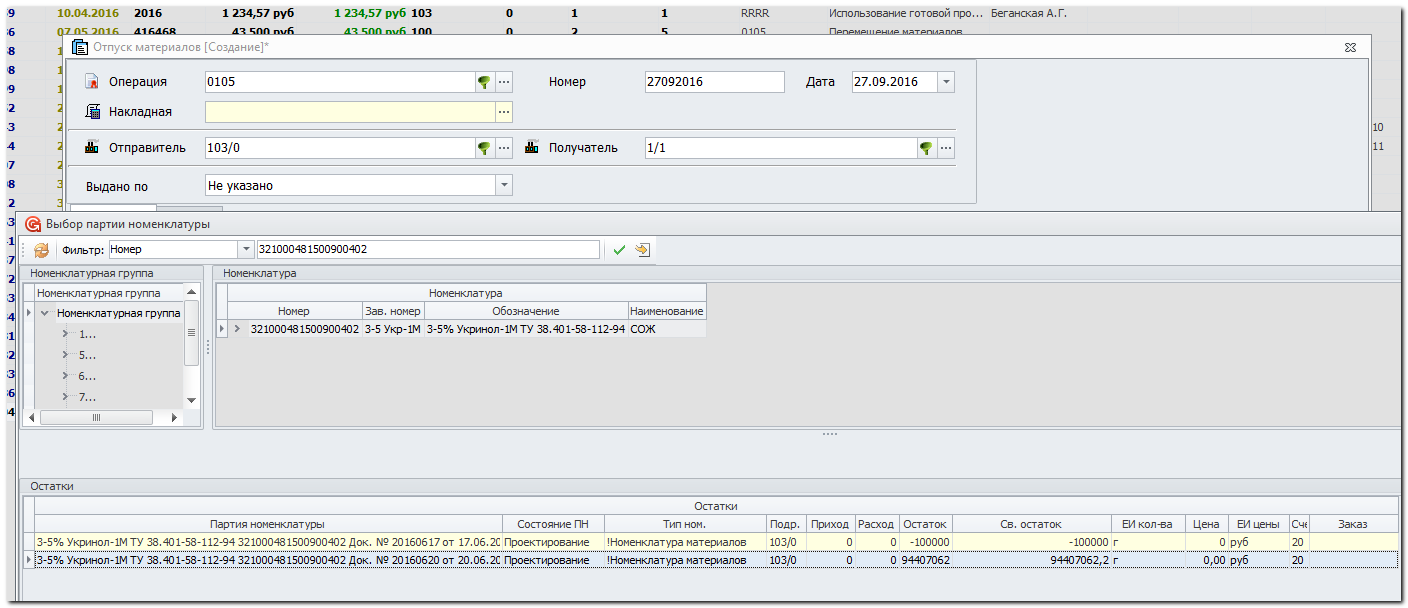 10.04.2016 2016 1 234,57 руб 1 234,57 руб 103 0 1 1 RRRR Использование готовой про... Беганская А.Г.
07.05.2016 416468 43 500 руб 43 500 руб 100 0 2 5 0105 Перемещение материалов
Отпуск материалов [Создание]*
Операция 0105 Номер 27092016 Дата 27.09.2016
Накладная
10
Отправитель 103/0 Получатель 1/1
11
Выдано по Не указано
Выбор партии номенклатуры
Фильтр: Номер 321000481500900402
Номенклатурная группа Номенклатура
Номенклатурная группа Номенклатура
Номенклатурная группа Номер Зав. номер Обозначение Наименование
1... 321000481500900402 3-5 Укр-1М 3-5% Укринол-1М ТУ 38.401-58-112-94 СОЖ
5...
6...
7...
Остатки
Остатки
Партия номенклатуры Состояние ПН Тип ном. Подр. Приход Расход Остаток Св. остаток ЕИ кол-ва Цена ЕИ цены Сче Заказ
3-5% Укринол-1М ТУ 38.401-58-112-94 321000481500900402 Док. № 20160617 от 17.06.20 Проектирование !Номенклатура материалов 103/0 0 0 -100000 -100000 г 0 руб 20
3-5% Укринол-1М ТУ 38.401-58-112-94 321000481500900402 Док. № 20160620 от 20.06.20 Проектирование !Номенклатура материалов 103/0 0 0 94407062 94407062,2 г 0,00 руб 20